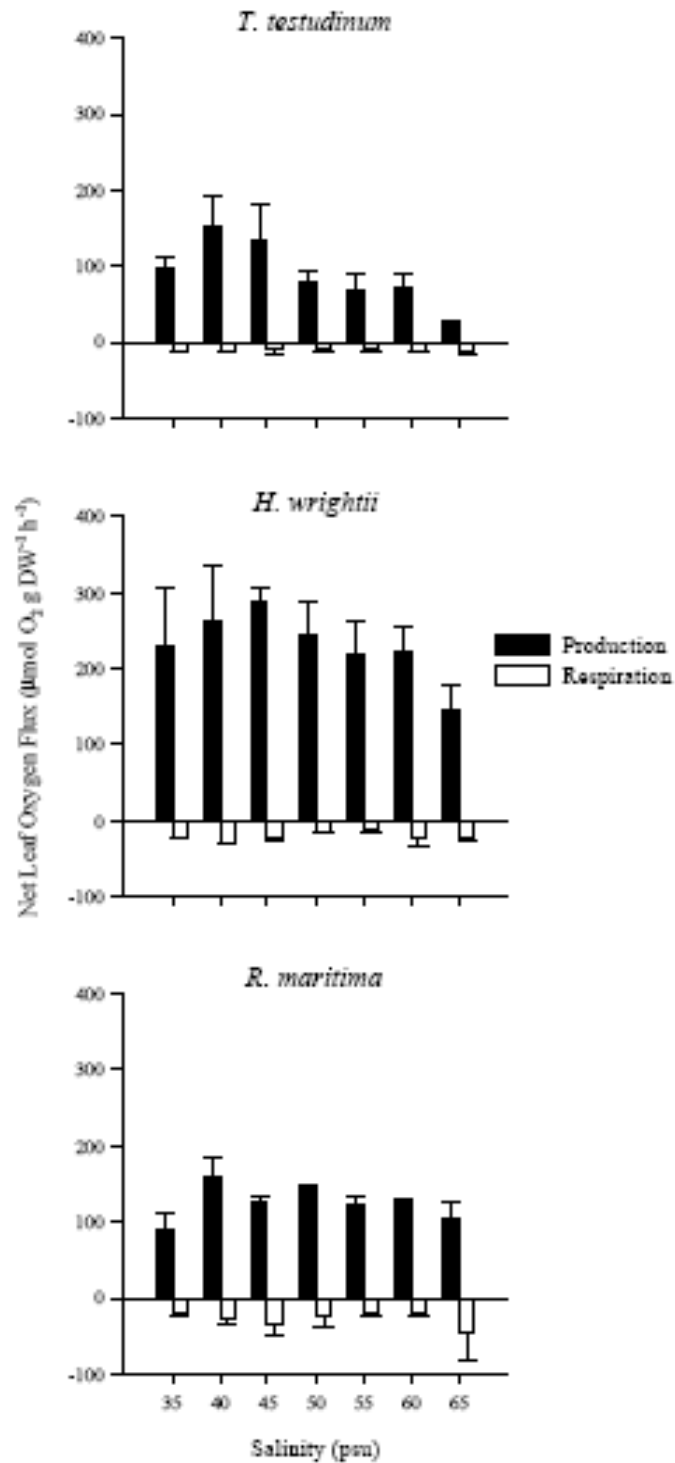 T. testudinum
400
300
200
100
0
-100
H. wrightii
400
300
200
100
0
-100
Net Leaf Oxygen Flux (µmol O₂ g DW⁻¹ h⁻¹)
Production
Respiration
R. maritima
400
300
200
100
0
-100
35 40 45 50 55 60 65
Salinity (psu)